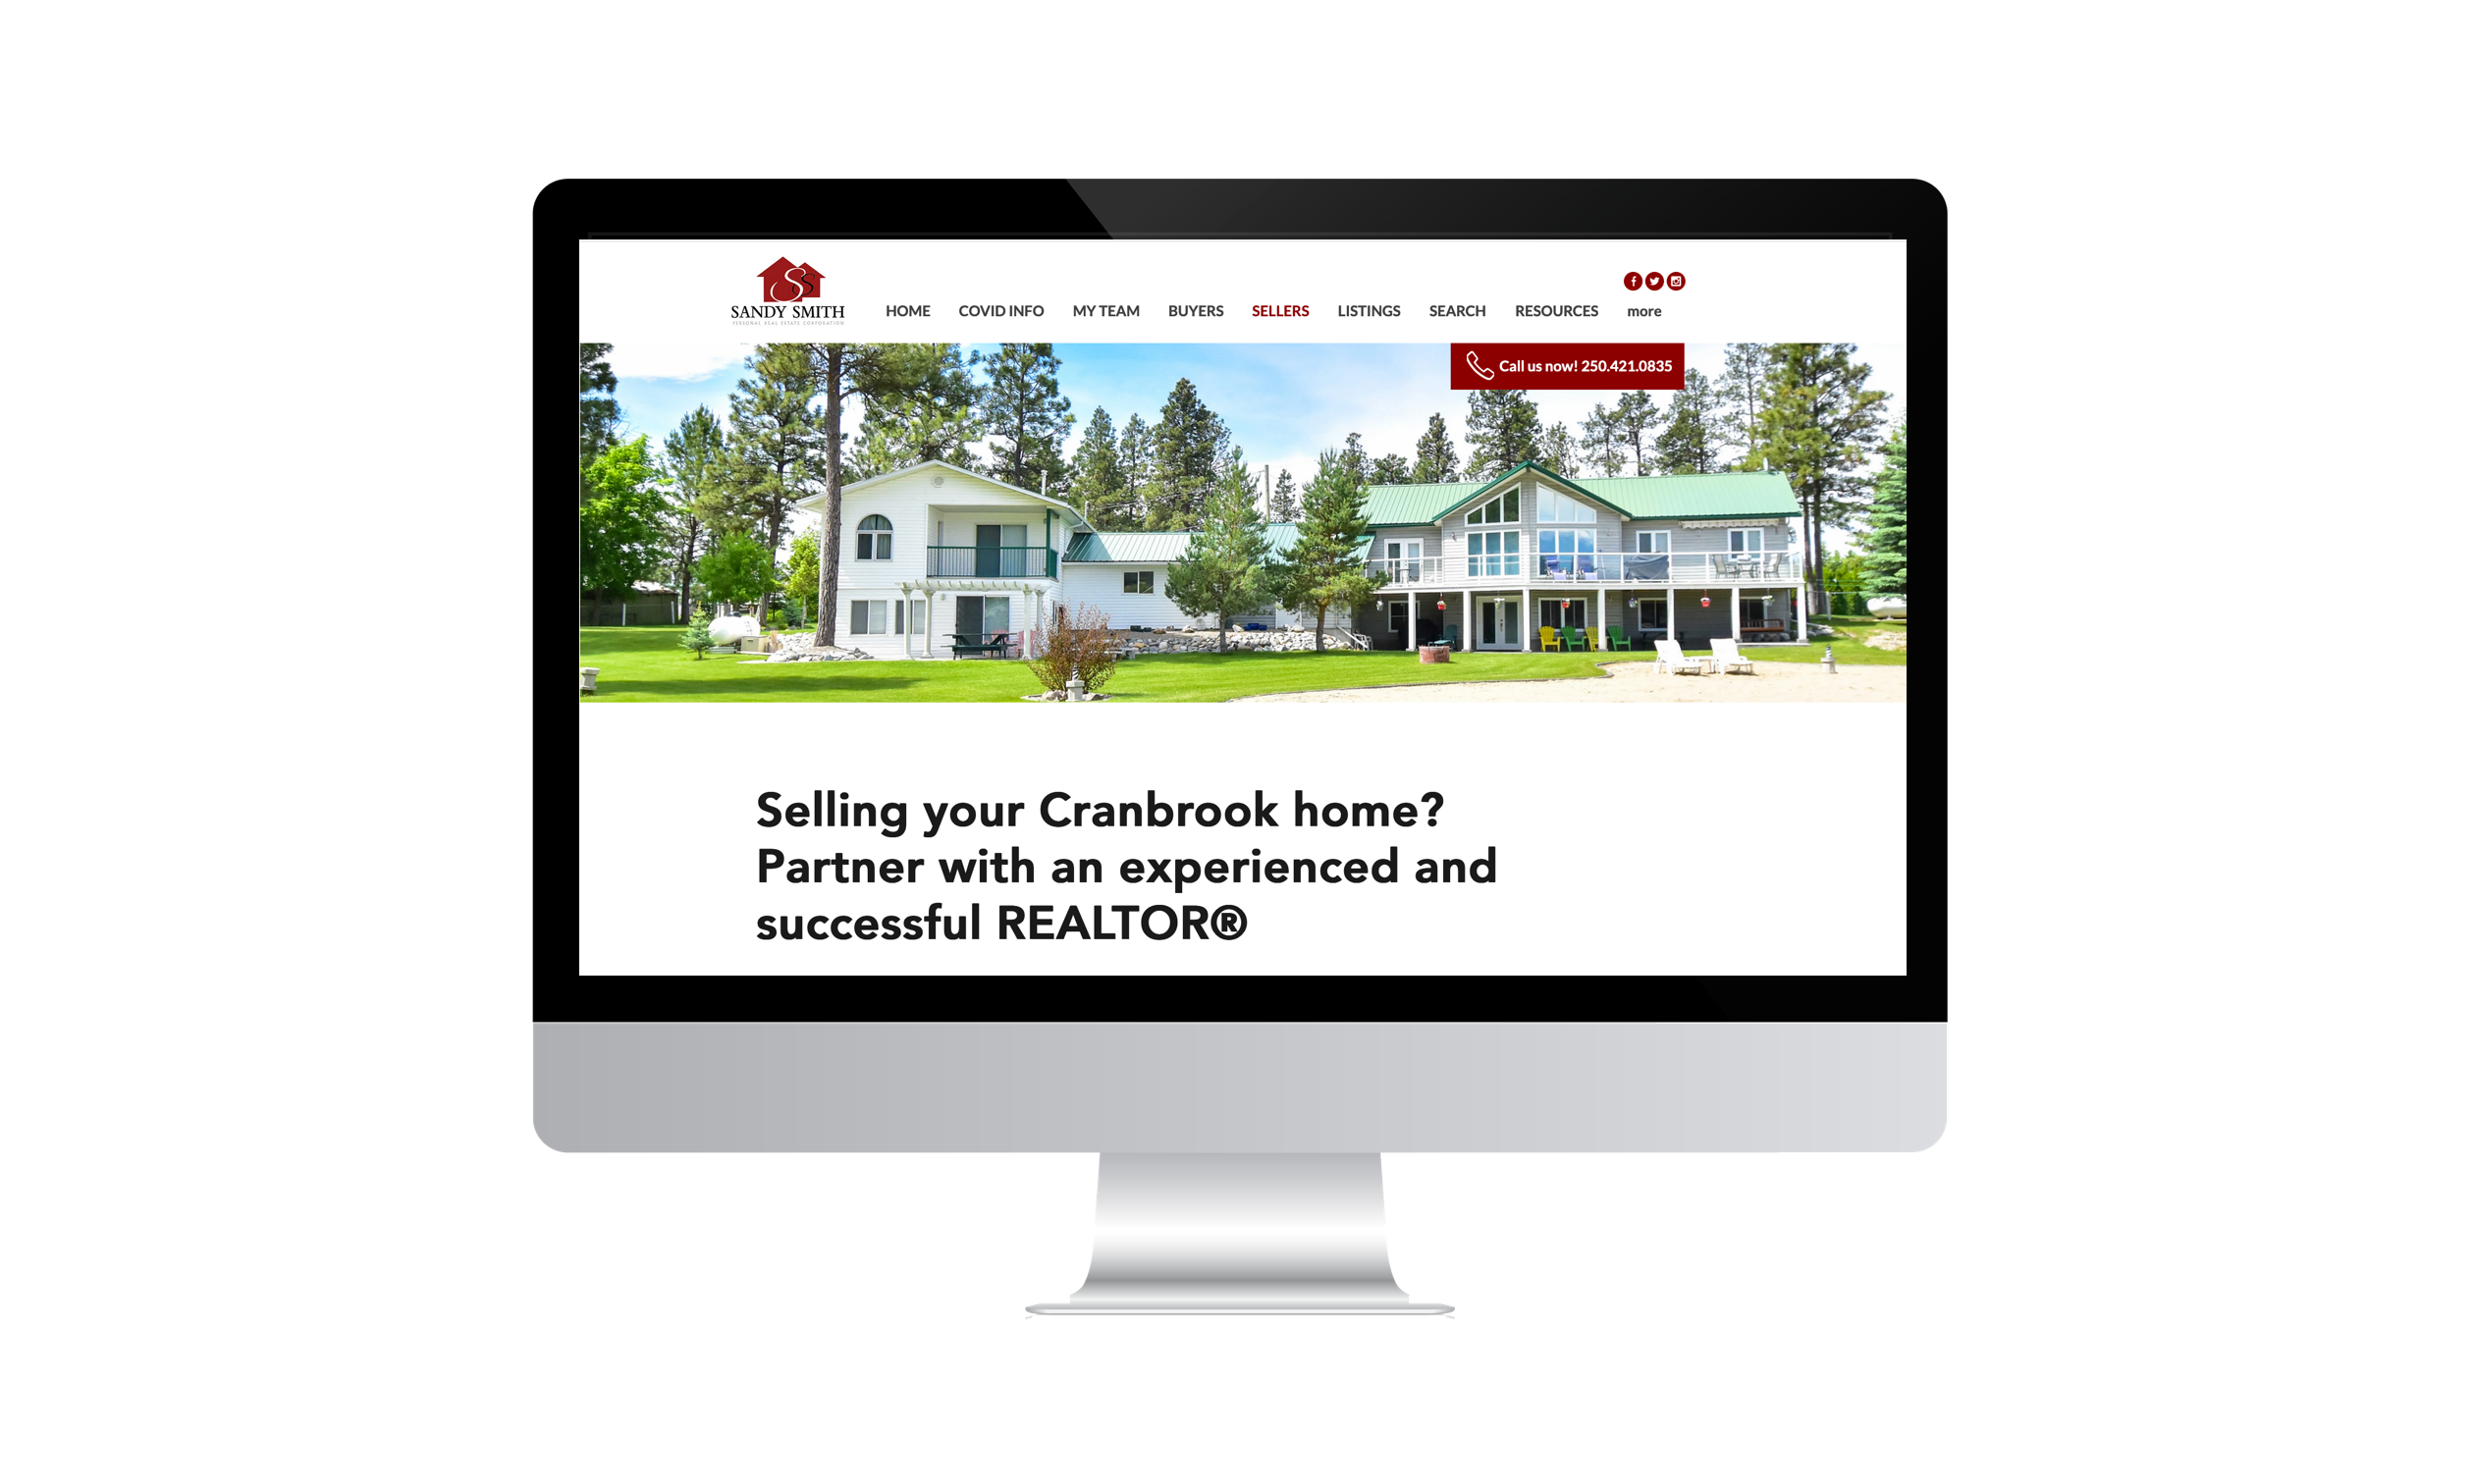 SANDY SMITH
PERSONAL REAL ESTATE CORPORATION
HOME COVID INFO MY TEAM BUYERS SELLERS LISTINGS SEARCH RESOURCES more
Call us now! 250.421.0835
Selling your Cranbrook home?
Partner with an experienced and
successful REALTOR®